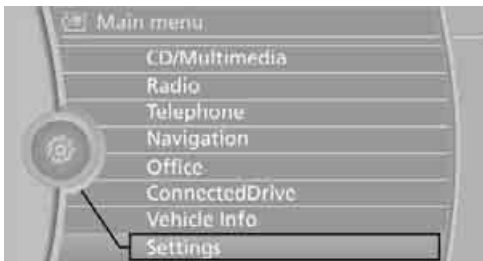 Main menu
CD/Multimedia
Radio
Telephone
Navigation
Office
ConnectedDrive
Vehicle Info
Settings